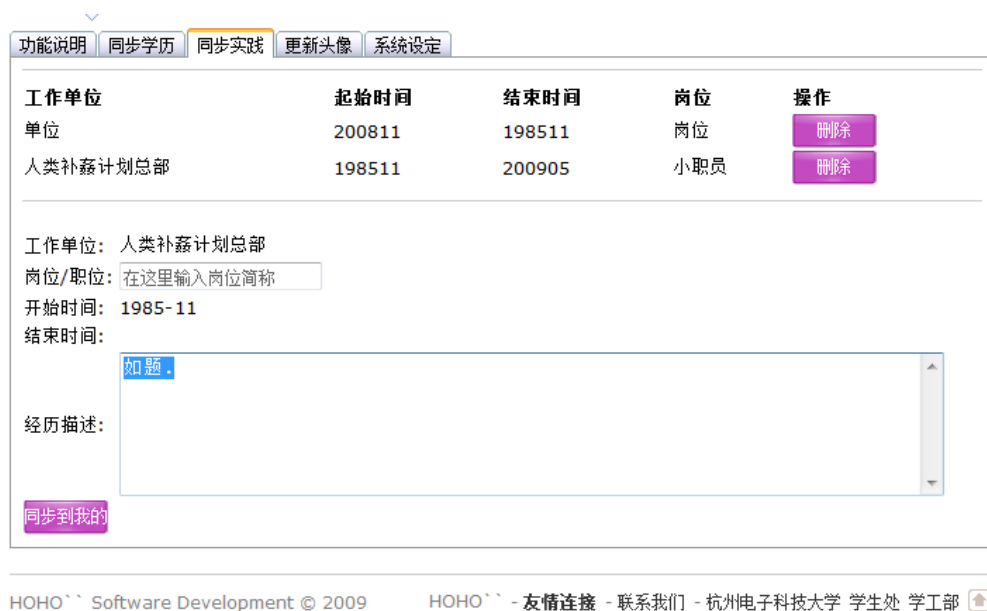 功能说明 同步学历 同步实践 更新头像 系统设定
工作单位 起始时间 结束时间 岗位 操作
单位 200811 198511 岗位 删除
人类补姦计划总部 198511 200905 小职员 删除
工作单位: 人类补姦计划总部
岗位/职位: 在这里输入岗位简称
开始时间: 1985-11
结束时间:
如题.
经历描述:
同步到我的
HOHO`` Software Development © 2009 HOHO`` - 友情连接 - 联系我们 - 杭州电子科技大学 学生处 学工部